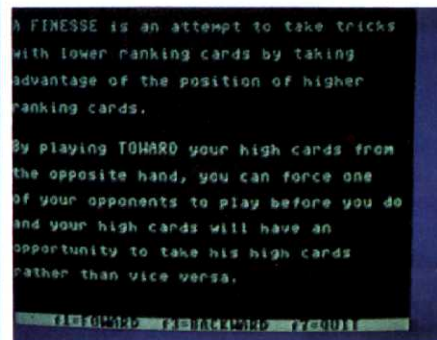 A FINESSE is an attempt to take tricks
with lower ranking cards by taking
advantage of the position of higher
ranking cards.
By playing TOWARD your high cards from
the opposite hand, you can force one
of your opponents to play before you do
and your high cards will have an
opportunity to take his high cards
rather than vice versa.
f1=FOWARD f3=BACKWARD f7=QUIT